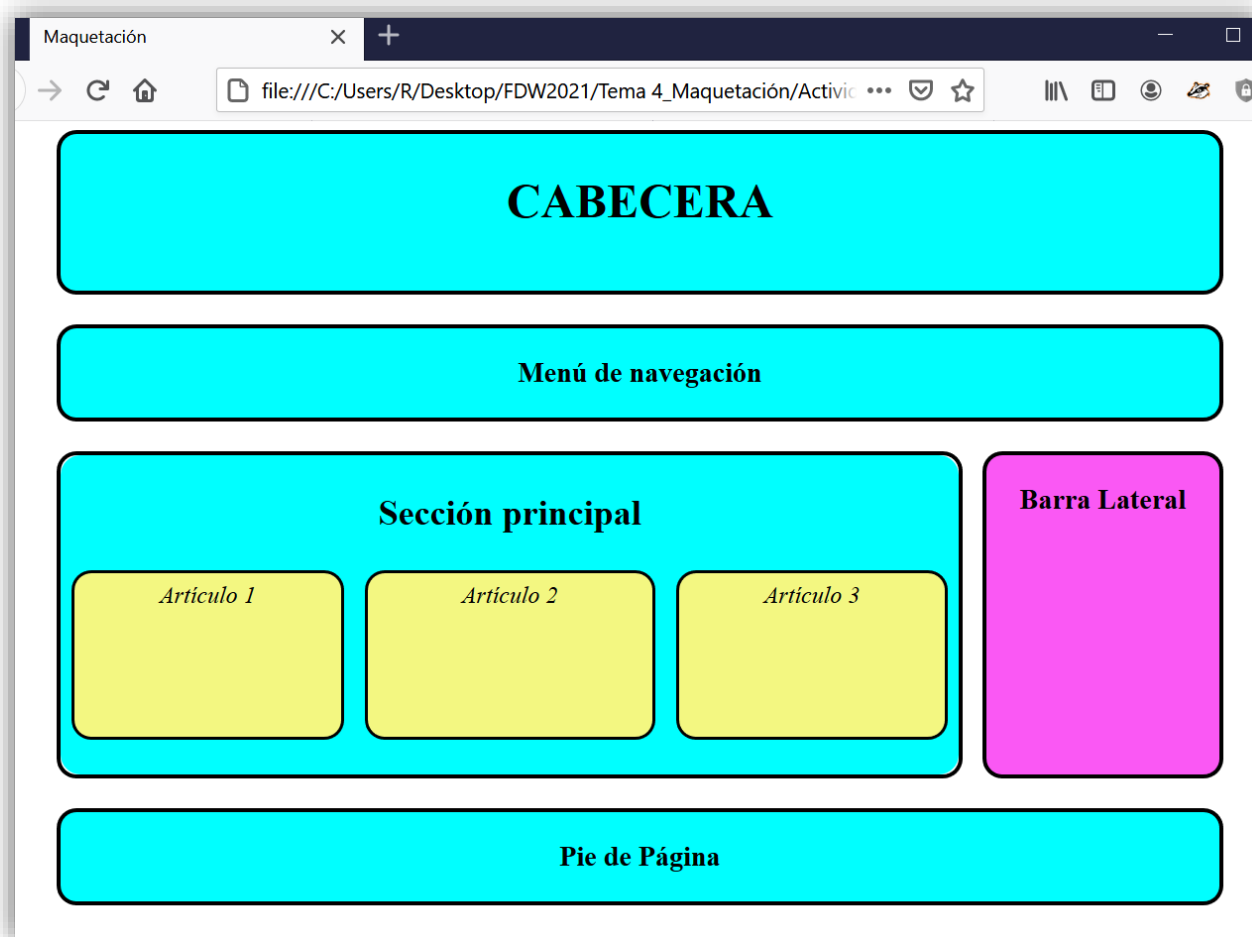 Maquetación
file:///C:/Users/R/Desktop/FDW2021/Tema 4_Maquetación/Activic
CABECERA
Menú de navegación
Sección principal
Barra Lateral
Artículo 1
Artículo 2
Artículo 3
Pie de Página